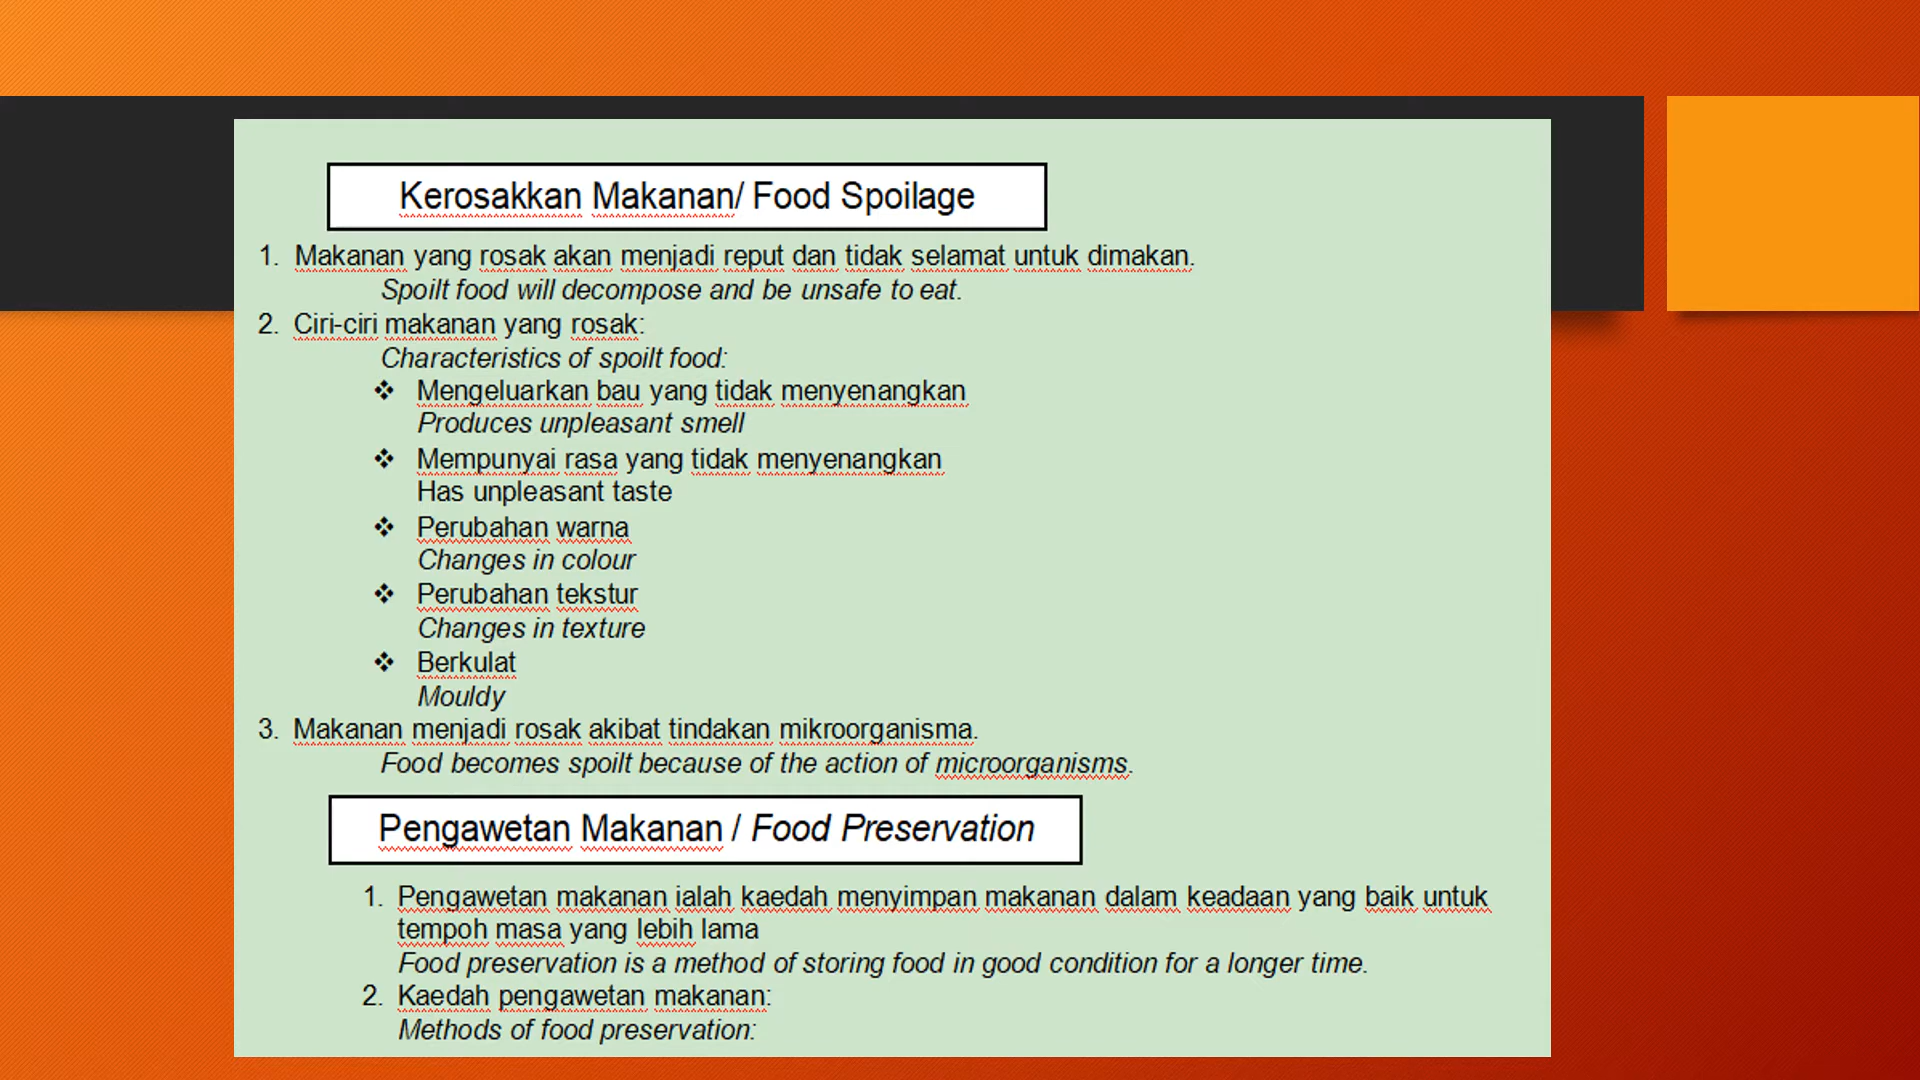 Kerosakkan Makanan/ Food Spoilage
1. Makanan yang rosak akan menjadi reput dan tidak selamat untuk dimakan.
Spoilt food will decompose and be unsafe to eat.
2. Ciri-ciri makanan yang rosak:
Characteristics of spoilt food:
❖ Mengeluarkan bau yang tidak menyenangkan
Produces unpleasant smell
❖ Mempunyai rasa yang tidak menyenangkan
Has unpleasant taste
❖ Perubahan warna
Changes in colour
❖ Perubahan tekstur
Changes in texture
❖ Berkulat
Mouldy
3. Makanan menjadi rosak akibat tindakan mikroorganisma.
Food becomes spoilt because of the action of microorganisms.
Pengawetan Makanan / Food Preservation
1. Pengawetan makanan ialah kaedah menyimpan makanan dalam keadaan yang baik untuk
tempoh masa yang lebih lama
Food preservation is a method of storing food in good condition for a longer time.
2. Kaedah pengawetan makanan:
Methods of food preservation: